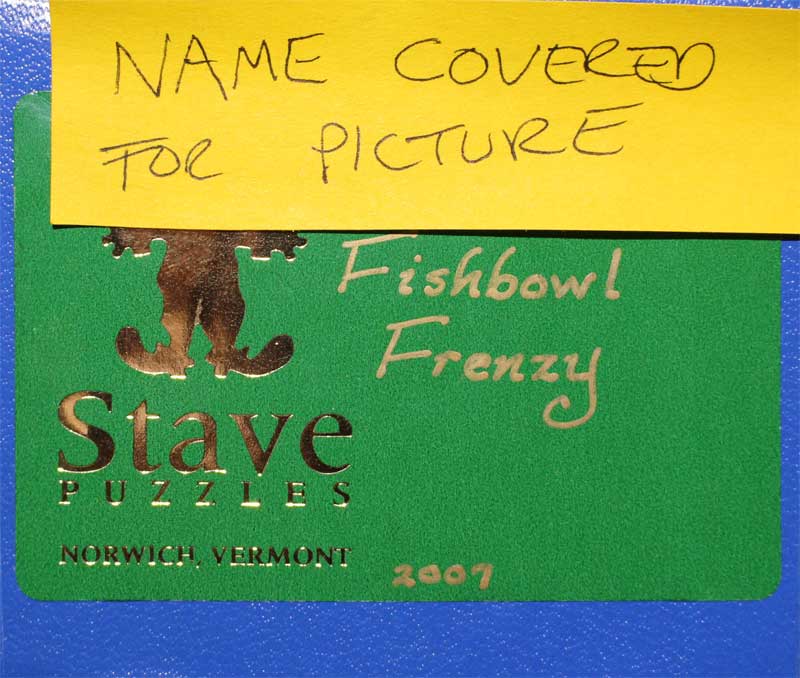 NAME COVERED
FOR PICTURE
Fishbowl
Frenzy
Stave
PUZZLES
NORWICH, VERMONT
2007